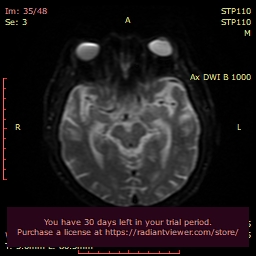 Im: 35/48
Se: 3
A
STP110
STP110
M
Ax DWI B 1000
R
L
You have 30 days left in your trial period.
Purchase a license at https://radiantviewer.com/store/